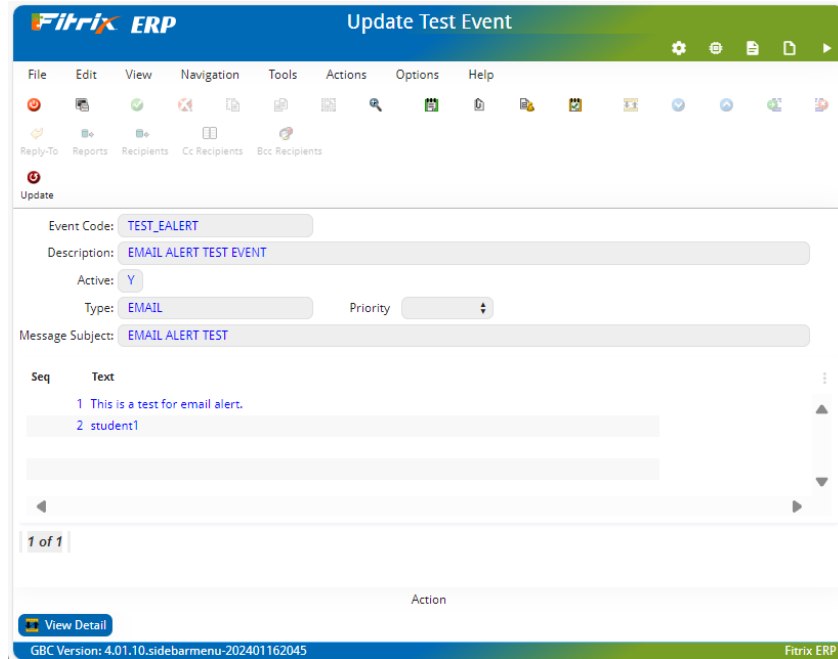 Fitrix ERP Update Test Event
File Edit View Navigation Tools Actions Options Help
Reply-To Reports Recipients Cc Recipients Bcc Recipients
Update
Event Code: TEST_EALERT
Description: EMAIL ALERT TEST EVENT
Active: Y
Type: EMAIL Priority
Message Subject: EMAIL ALERT TEST
Seq Text
1 This is a test for email alert.
2 student1
1 of 1
Action
View Detail
GBC Version: 4.01.10.sidebarmenu-202401162045 Fitrix ERP